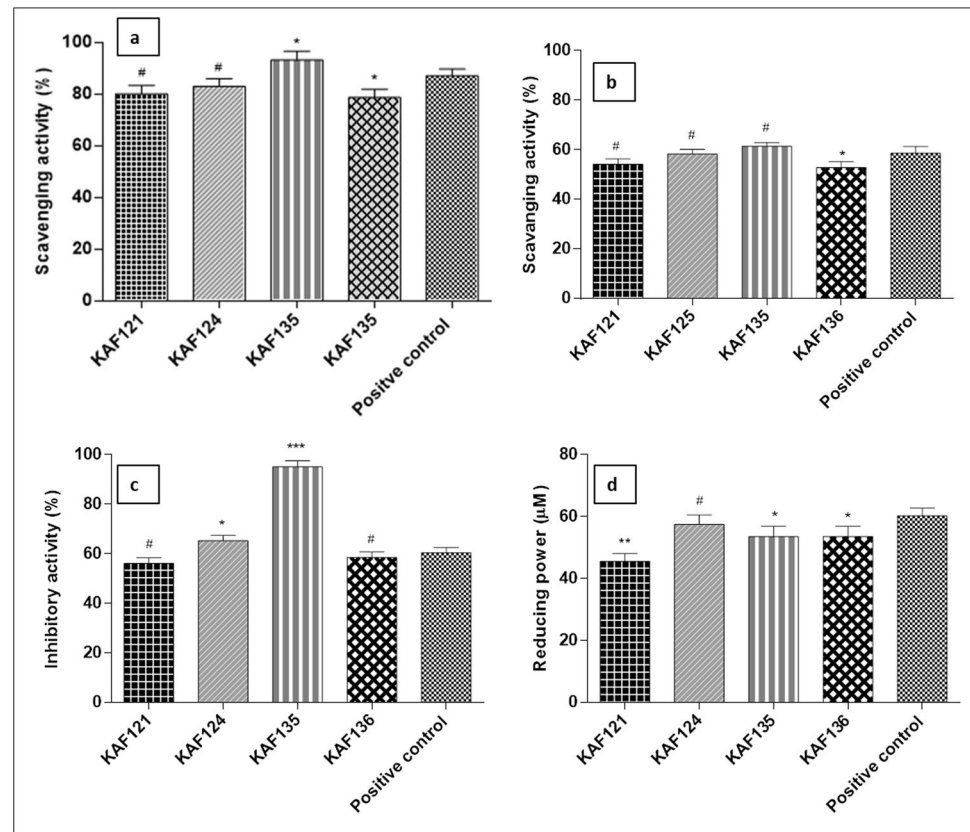 a
Scavenging activity (%)
100
80
60
40
20
0
#
#
*
*
KAF121
KAF124
KAF135
KAF135
Positve control
b
Scavanging activity (%)
100
80
60
40
20
0
#
#
#
*
KAF121
KAF125
KAF135
KAF136
Positive control
c
Inhibitory activity (%)
100
80
60
40
20
0
#
*
***
#
KAF121
KAF124
KAF135
KAF136
Positive control
d
Reducing power (μM)
80
60
40
20
0
**
#
*
*
KAF121
KAF124
KAF135
KAF136
Positive control